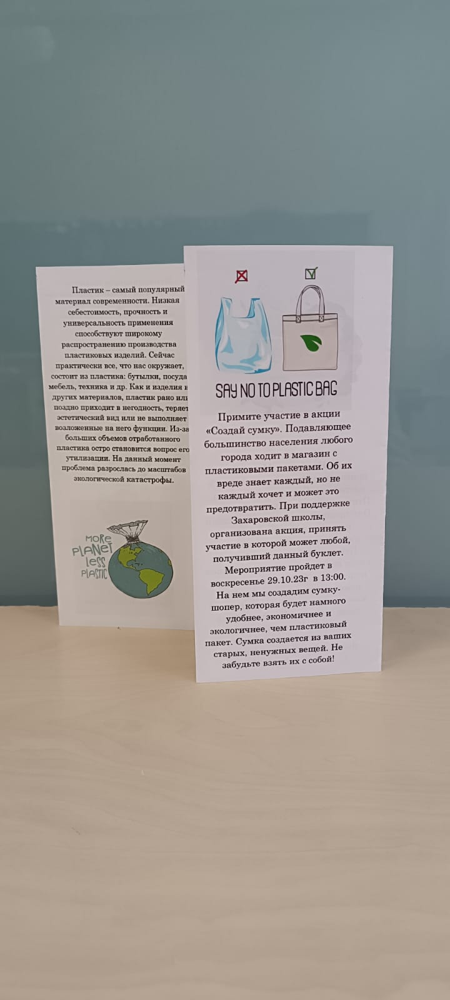 Пластик – самый популярный
материал современности. Низкая
себестоимость, прочность и
универсальность применения
способствуют широкому
распространению производства
пластиковых изделий. Сейчас
практически все, что нас окружает,
состоит из пластика: бутылки, посуда
мебель, техника и др. Как и изделия
других материалов, пластик рано или
поздно приходит в негодность, теряет
эстетический вид или не выполняет
возложенные на него функции. Из-за
больших объемов отработанного
пластика остро становится вопрос его
утилизации. На данный момент
проблема разрослась до масштабов
экологической катастрофы.
MORE
PLANET
LESS
PLASTIC
SAY NO TO PLASTIC BAG
Примите участие в акции
«Создай сумку». Подавляющее
большинство населения любого
города ходит в магазин с
пластиковыми пакетами. Об их
вреде знает каждый, но не
каждый хочет и может это
предотвратить. При поддержке
Захаровской школы,
организована акция, принять
участие в которой может любой,
получивший данный буклет.
Мероприятие пройдет в
воскресенье 29.10.23г в 13:00.
На нем мы создадим сумку-
шопер, которая будет намного
удобнее, экономичнее и
экологичнее, чем пластиковый
пакет. Сумка создается из ваших
старых, ненужных вещей. Не
забудьте взять их с собой!